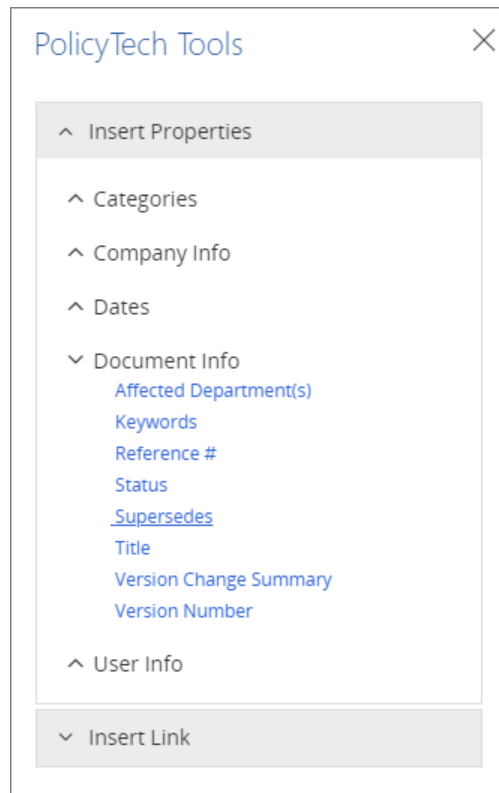 PolicyTech Tools
Insert Properties
Categories
Company Info
Dates
Document Info
Affected Department(s)
Keywords
Reference #
Status
Supersedes
Title
Version Change Summary
Version Number
User Info
Insert Link